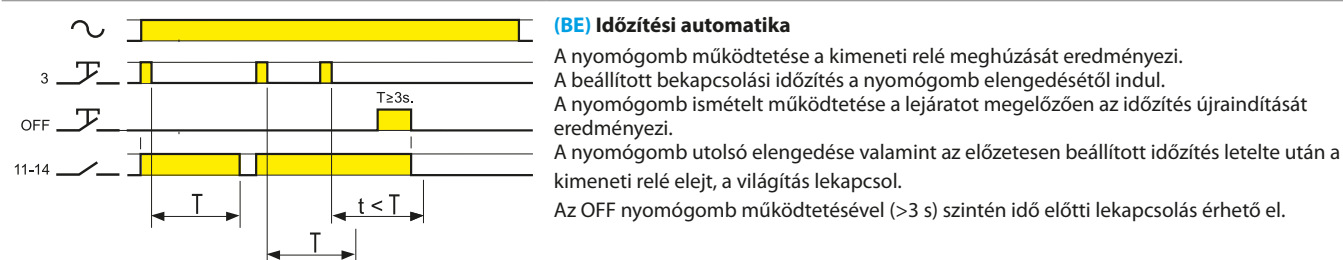 (BE) Időzítési automatika
A nyomógomb működtetése a kimeneti relé meghúzását eredményezi.
A beállított bekapcsolási időzítés a nyomógomb elengedésétől indul.
A nyomógomb ismételt működtetése a lejáratot megelőzően az időzítés újraindítását
eredményezi.
A nyomógomb utolsó elengedése valamint az előzetesen beállított időzítés letelte után a
kimeneti relé elejt, a világítás lekapcsol.
Az OFF nyomógomb működtetésével (>3 s) szintén idő előtti lekapcsolás érhető el.
3
T≥3s.
OFF
11-14
T
t < T
T